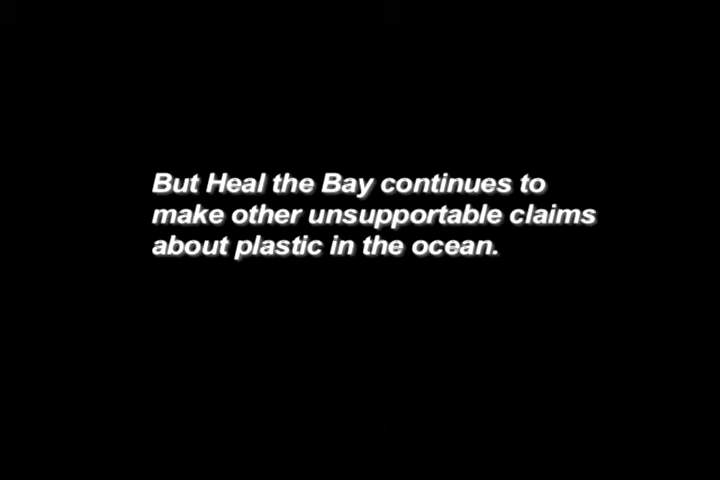 But Heal the Bay continues to
make other unsupportable claims
about plastic in the ocean.